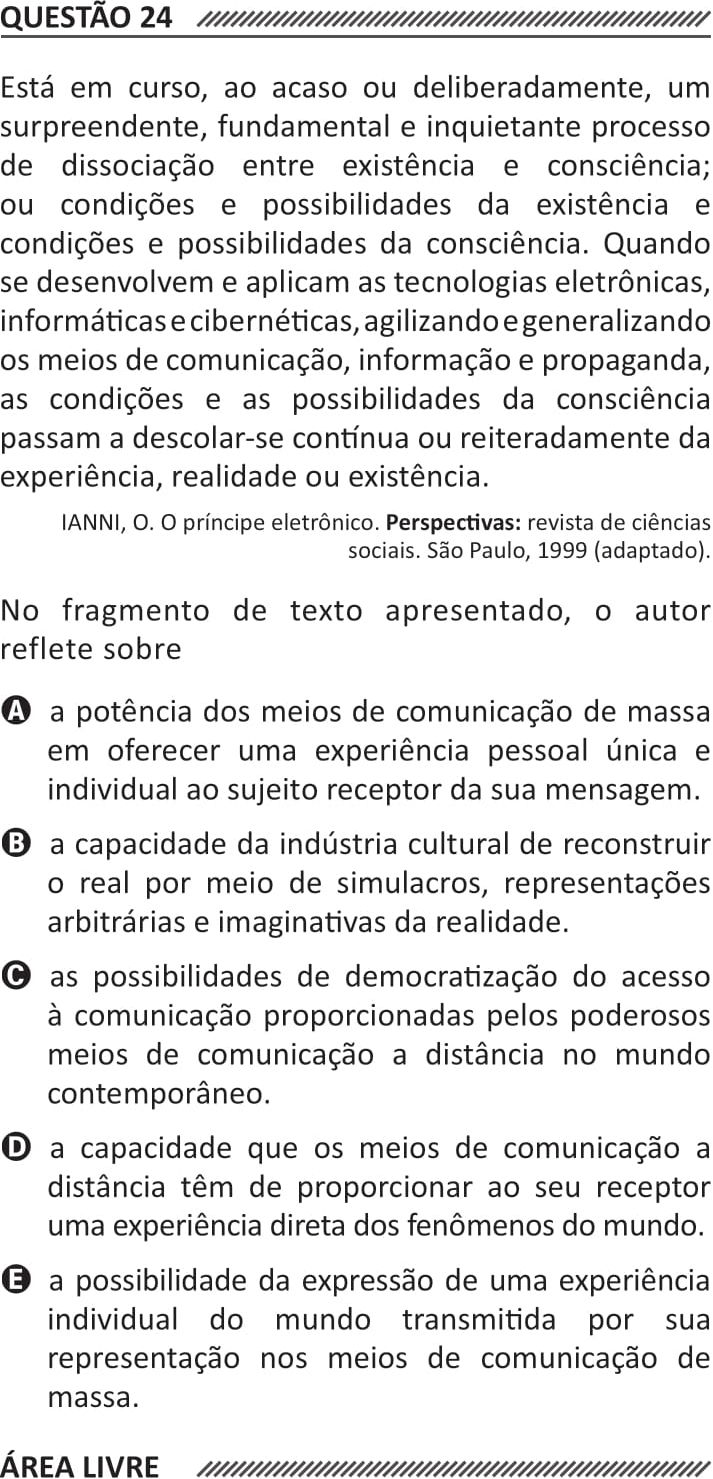 QUESTÃO 24
Está em curso, ao acaso ou deliberadamente, um
surpreendente, fundamental e inquietante processo
de dissociação entre existência e consciência;
ou condições e possibilidades da existência e
condições e possibilidades da consciência. Quando
se desenvolvem e aplicam as tecnologias eletrônicas,
informáticas e cibernéticas, agilizando e generalizando
os meios de comunicação, informação e propaganda,
as condições e as possibilidades da consciência
passam a descolar-se contínua ou reiteradamente da
experiência, realidade ou existência.
IANNI, O. O príncipe eletrônico. Perspectivas: revista de ciências
sociais. São Paulo, 1999 (adaptado).
No fragmento de texto apresentado, o autor
reflete sobre
A a potência dos meios de comunicação de massa
em oferecer uma experiência pessoal única e
individual ao sujeito receptor da sua mensagem.
B a capacidade da indústria cultural de reconstruir
o real por meio de simulacros, representações
arbitrárias e imaginativas da realidade.
C as possibilidades de democratização do acesso
à comunicação proporcionadas pelos poderosos
meios de comunicação a distância no mundo
contemporâneo.
D a capacidade que os meios de comunicação a
distância têm de proporcionar ao seu receptor
uma experiência direta dos fenômenos do mundo.
E a possibilidade da expressão de uma experiência
individual do mundo transmitida por sua
representação nos meios de comunicação de
massa.
ÁREA LIVRE